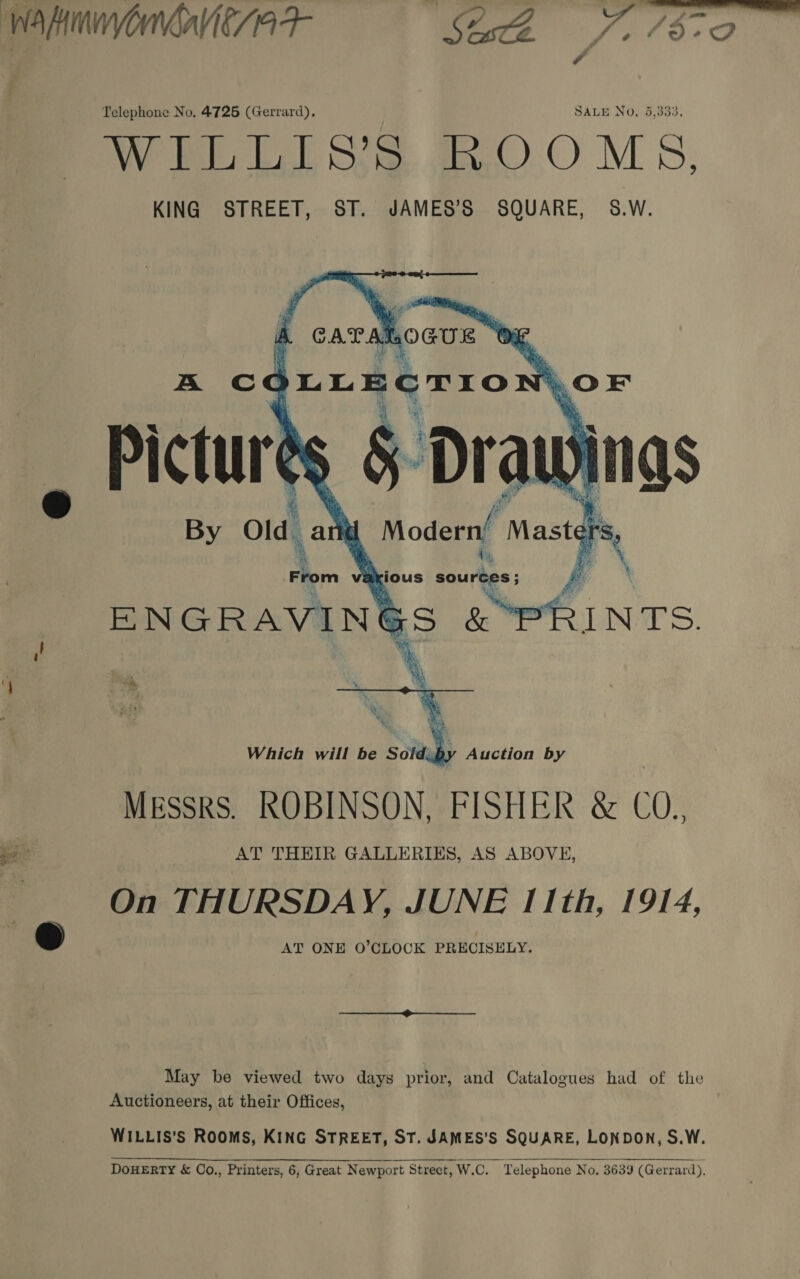 Telephone No. 4725 (Gerrard). SALE No. 5,333.
WILLIS'S ROOMS,
KING STREET, ST. JAMES'S SQUARE, S.W.
A CATALOGUE OF
A COLLECTION OF
Pictures & Drawings
By Old and Modern Masters,
From various sources;
ENGRAVINGS & PRINTS.
Which will be Sold by Auction by
MESSRS. ROBINSON, FISHER & CO.,
AT THEIR GALLERIES, AS ABOVE,
On THURSDAY, JUNE 11th, 1914,
AT ONE O'CLOCK PRECISELY.
May be viewed two days prior, and Catalogues had of the
Auctioneers, at their Offices,
WILLIS'S ROOMS, KING STREET, ST. JAMES'S SQUARE, LONDON, S.W.
DOHERTY & Co., Printers, 6, Great Newport Street, W.C. Telephone No. 3639 (Gerrard).